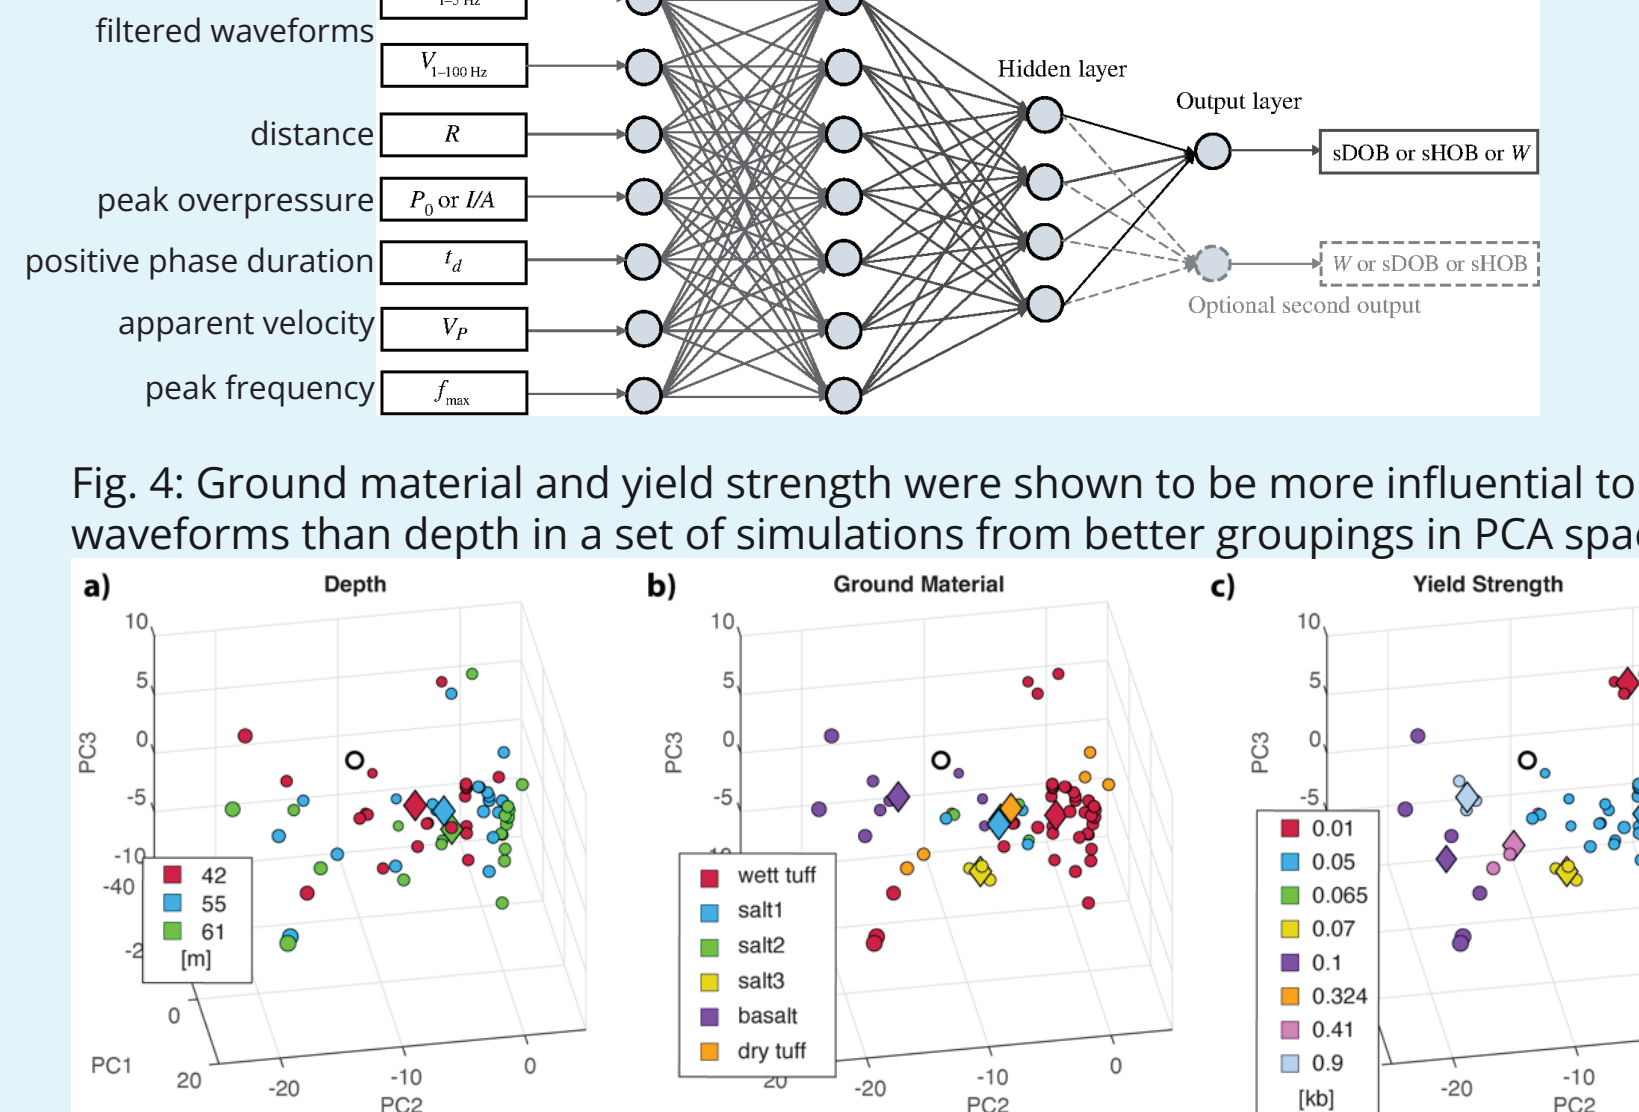 1–5 Hz
filtered waveforms
V1–100 Hz
Hidden layer
Output layer
distance
R
sDOB or sHOB or W
peak overpressure
P0 or I/A
positive phase duration
td
W or sDOB or sHOB
Optional second output
apparent velocity
VP
peak frequency
fmax
Fig. 4: Ground material and yield strength were shown to be more influential to
waveforms than depth in a set of simulations from better groupings in PCA spa
a)
Depth
10
5
0
-5
-10
-40
-2
0
20
PC3
PC1
-20
-10
0
PC2
42
55
61
[m]
b)
Ground Material
10
5
0
-5
PC3
wett tuff
salt1
salt2
salt3
basalt
dry tuff
20
-20
-10
0
PC2
c)
Yield Strength
10
5
0
-5
PC3
0.01
0.05
0.065
0.07
0.1
0.324
0.41
0.9
[kb]
-20
-10
PC2